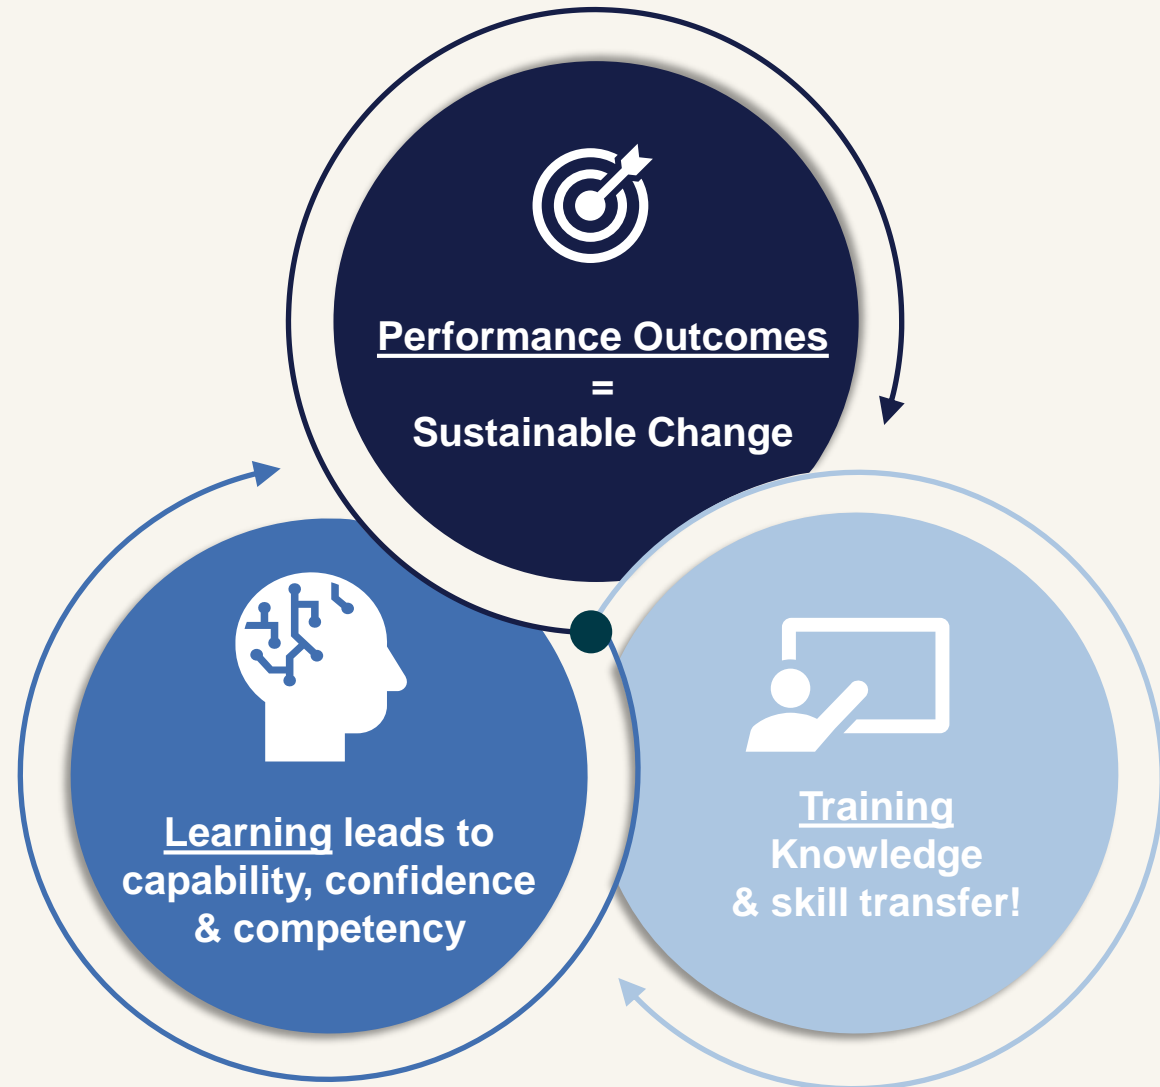 Performance Outcomes
=
Sustainable Change
Learning leads to
capability, confidence
& competency
Training
Knowledge
& skill transfer!